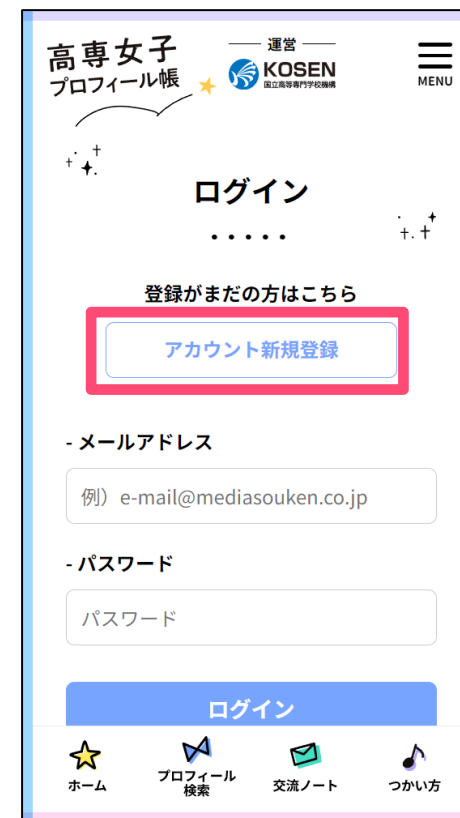 高専女子
プロフィール帳
運営
KOSEN
国立高等専門学校機構
MENU
ログイン
登録がまだの方はこちら
アカウント新規登録
- メールアドレス
例）e-mail@mediasouken.co.jp
- パスワード
パスワード
ログイン
ホーム
プロフィール
検索
交流ノート
つかい方